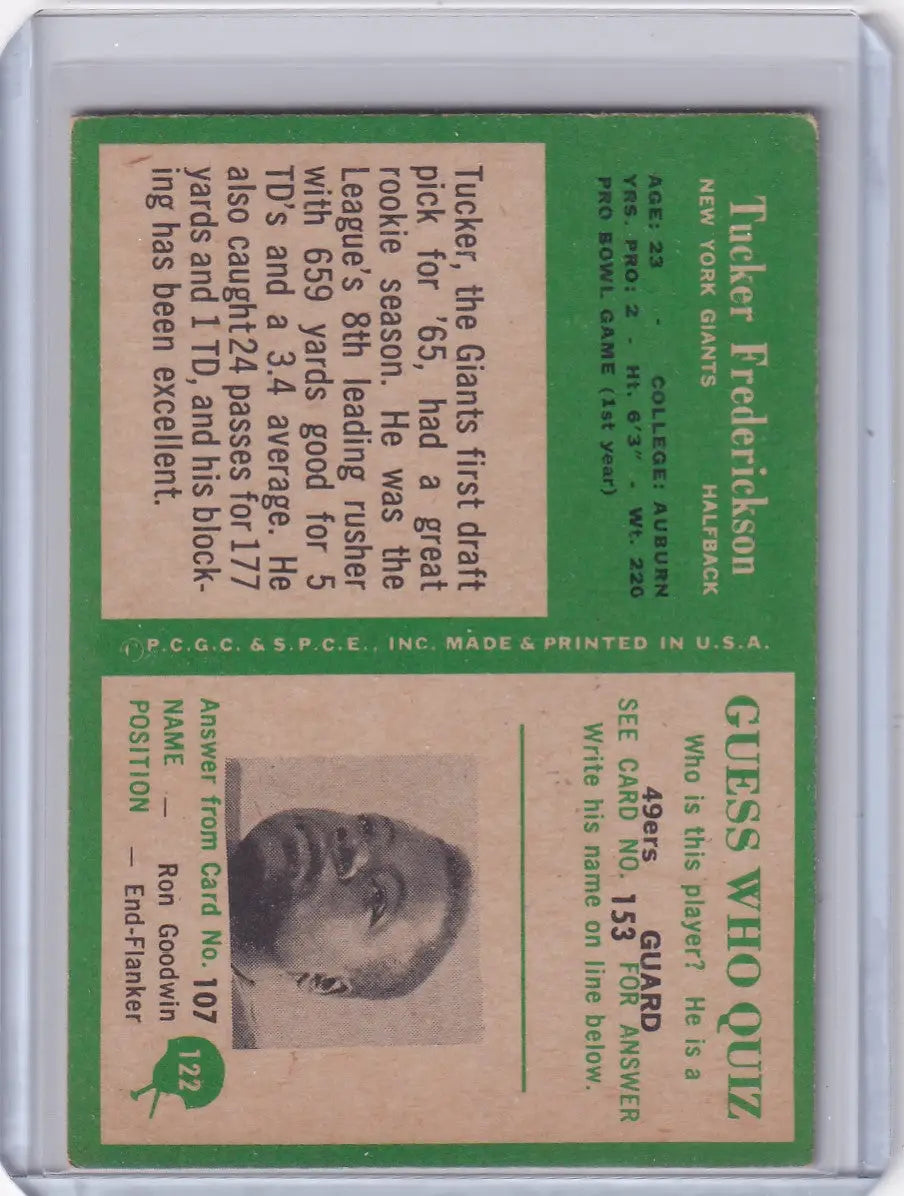 Tucker Frederickson
NEW YORK GIANTS HALFBACK
AGE: 23 - COLLEGE: AUBURN
YRS. PRO: 2 - Ht. 6'3" - Wt. 220
PRO BOWL GAME (1st year)
Tucker, the Giants first draft
pick for '65, had a great
rookie season. He was the
League's 8th leading rusher
with 659 yards good for 5
TD's and a 3.4 average. He
also caught 24 passes for 177
yards and 1 TD, and his block-
ing has been excellent.
©P.C.G.C. & S.P.C.E., INC. MADE & PRINTED IN U.S.A.
GUESS WHO QUIZ
Who is this player? He is a
49ers GUARD
SEE CARD NO. 153 FOR ANSWER
Write his name on line below.
Answer from Card No. 107
NAME — Ron Goodwin
POSITION — End-Flanker
122